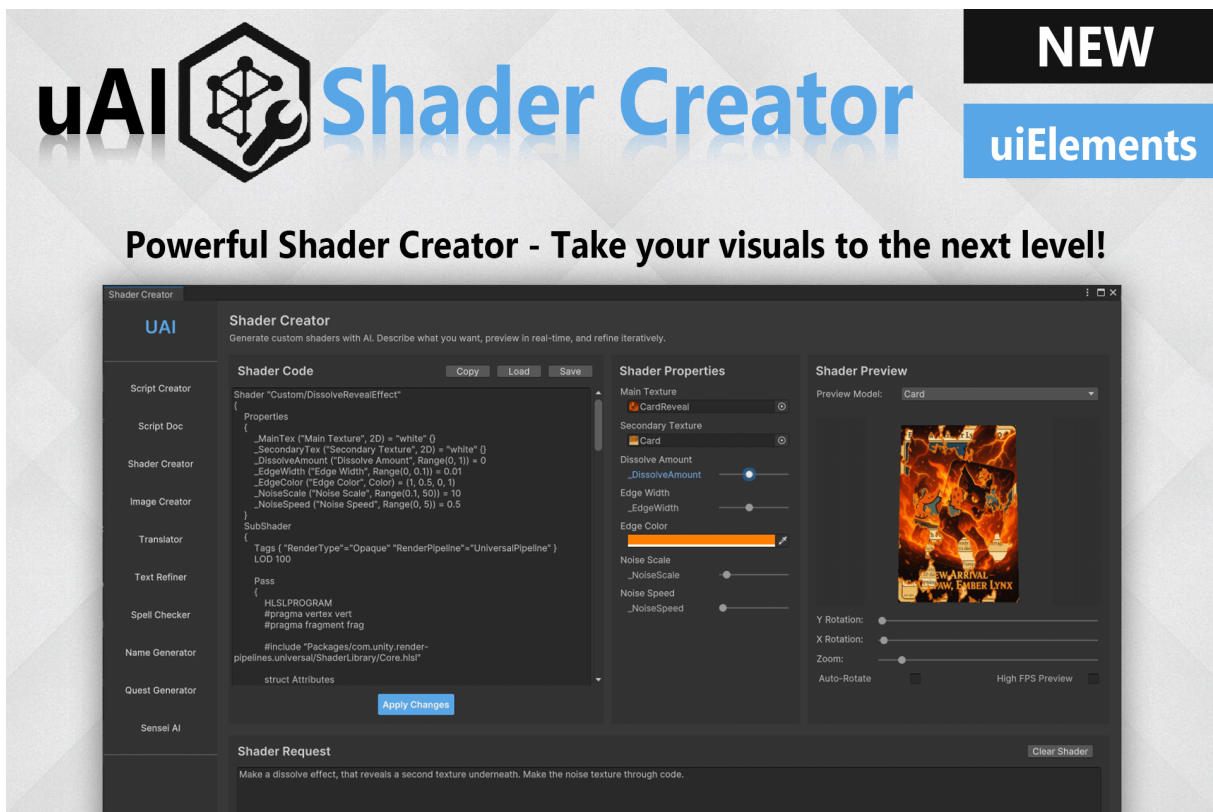 uAI Shader Creator
NEW
uiElements
Powerful Shader Creator - Take your visuals to the next level!
Shader Creator
UAI
Script Creator
Script Doc
Shader Creator
Image Creator
Translator
Text Refiner
Spell Checker
Name Generator
Quest Generator
Sensei AI
Shader Creator
Generate custom shaders with AI. Describe what you want, preview in real-time, and refine iteratively.
Shader Code
Copy Load Save
Shader "Custom/DissolveRevealEffect"
{
Properties
{
_MainTex ("Main Texture", 2D) = "white" {}
_SecondaryTex ("Secondary Texture", 2D) = "white" {}
_DissolveAmount ("Dissolve Amount", Range(0, 1)) = 0
_EdgeWidth ("Edge Width", Range(0, 0.1)) = 0.01
_EdgeColor ("Edge Color", Color) = (1, 0.5, 0, 1)
_NoiseScale ("Noise Scale", Range(0.1, 50)) = 10
_NoiseSpeed ("Noise Speed", Range(0, 5)) = 0.5
}
SubShader
{
Tags { "RenderType"="Opaque" "RenderPipeline"="UniversalPipeline" }
LOD 100
Pass
{
HLSLPROGRAM
#pragma vertex vert
#pragma fragment frag
#include "Packages/com.unity.render-
pipelines.universal/ShaderLibrary/Core.hlsl"
struct Attributes
Apply Changes
Shader Properties
Main Texture
CardReveal
Secondary Texture
Card
Dissolve Amount
_DissolveAmount
Edge Width
_EdgeWidth
Edge Color
Noise Scale
_NoiseScale
Noise Speed
_NoiseSpeed
Shader Preview
Preview Model: Card
ARRIVAL
EMBER LYNX
Y Rotation:
X Rotation:
Zoom:
Auto-Rotate High FPS Preview
Shader Request
Clear Shader
Make a dissolve effect, that reveals a second texture underneath. Make the noise texture through code.